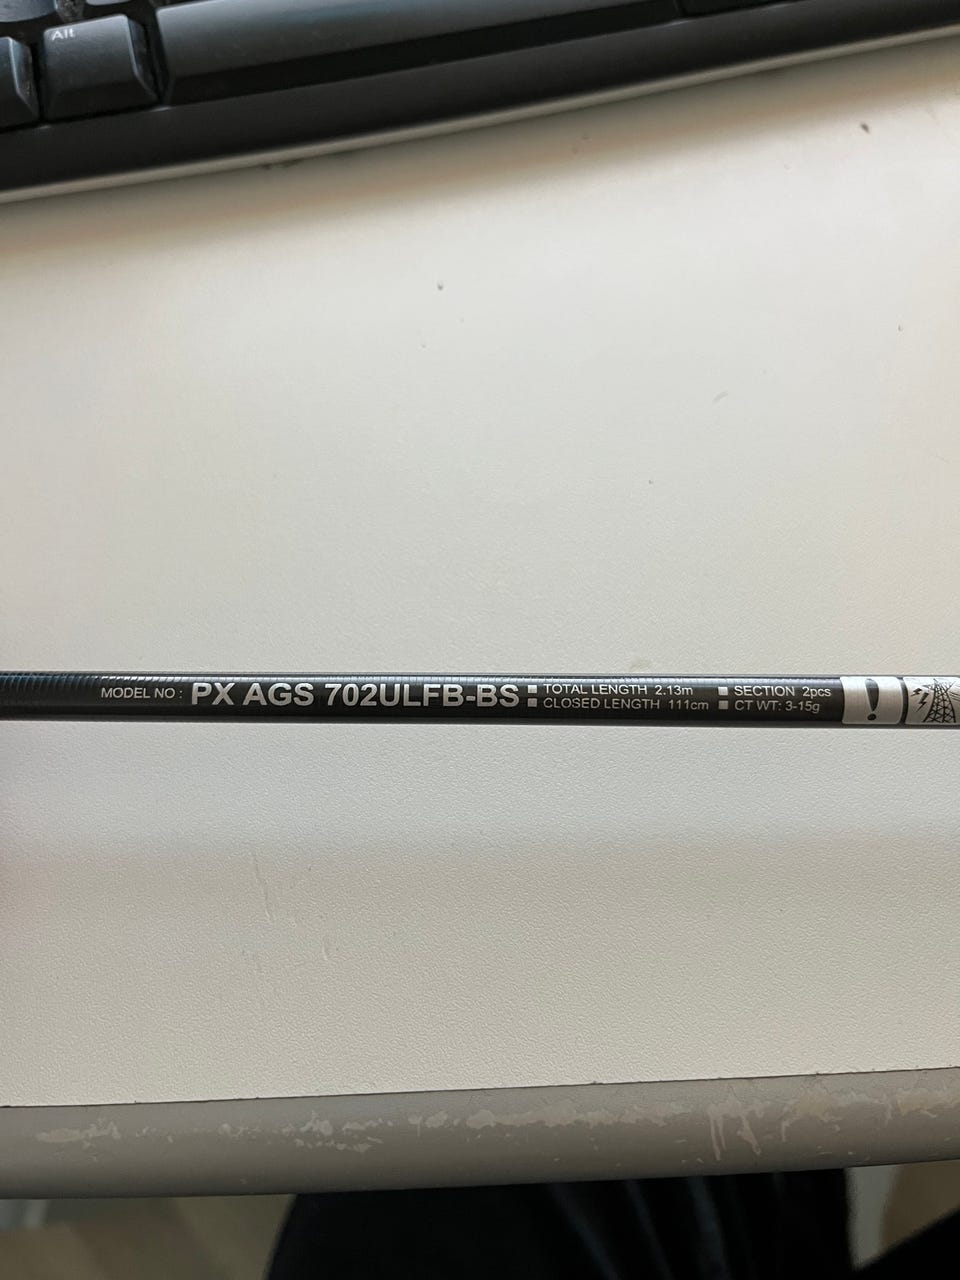 Alt
MODEL NO : PX AGS 702ULFB-BS
■ TOTAL LENGTH 2.13m ■ SECTION 2pcs
■ CLOSED LENGTH 111cm ■ CT WT: 3-15g
!